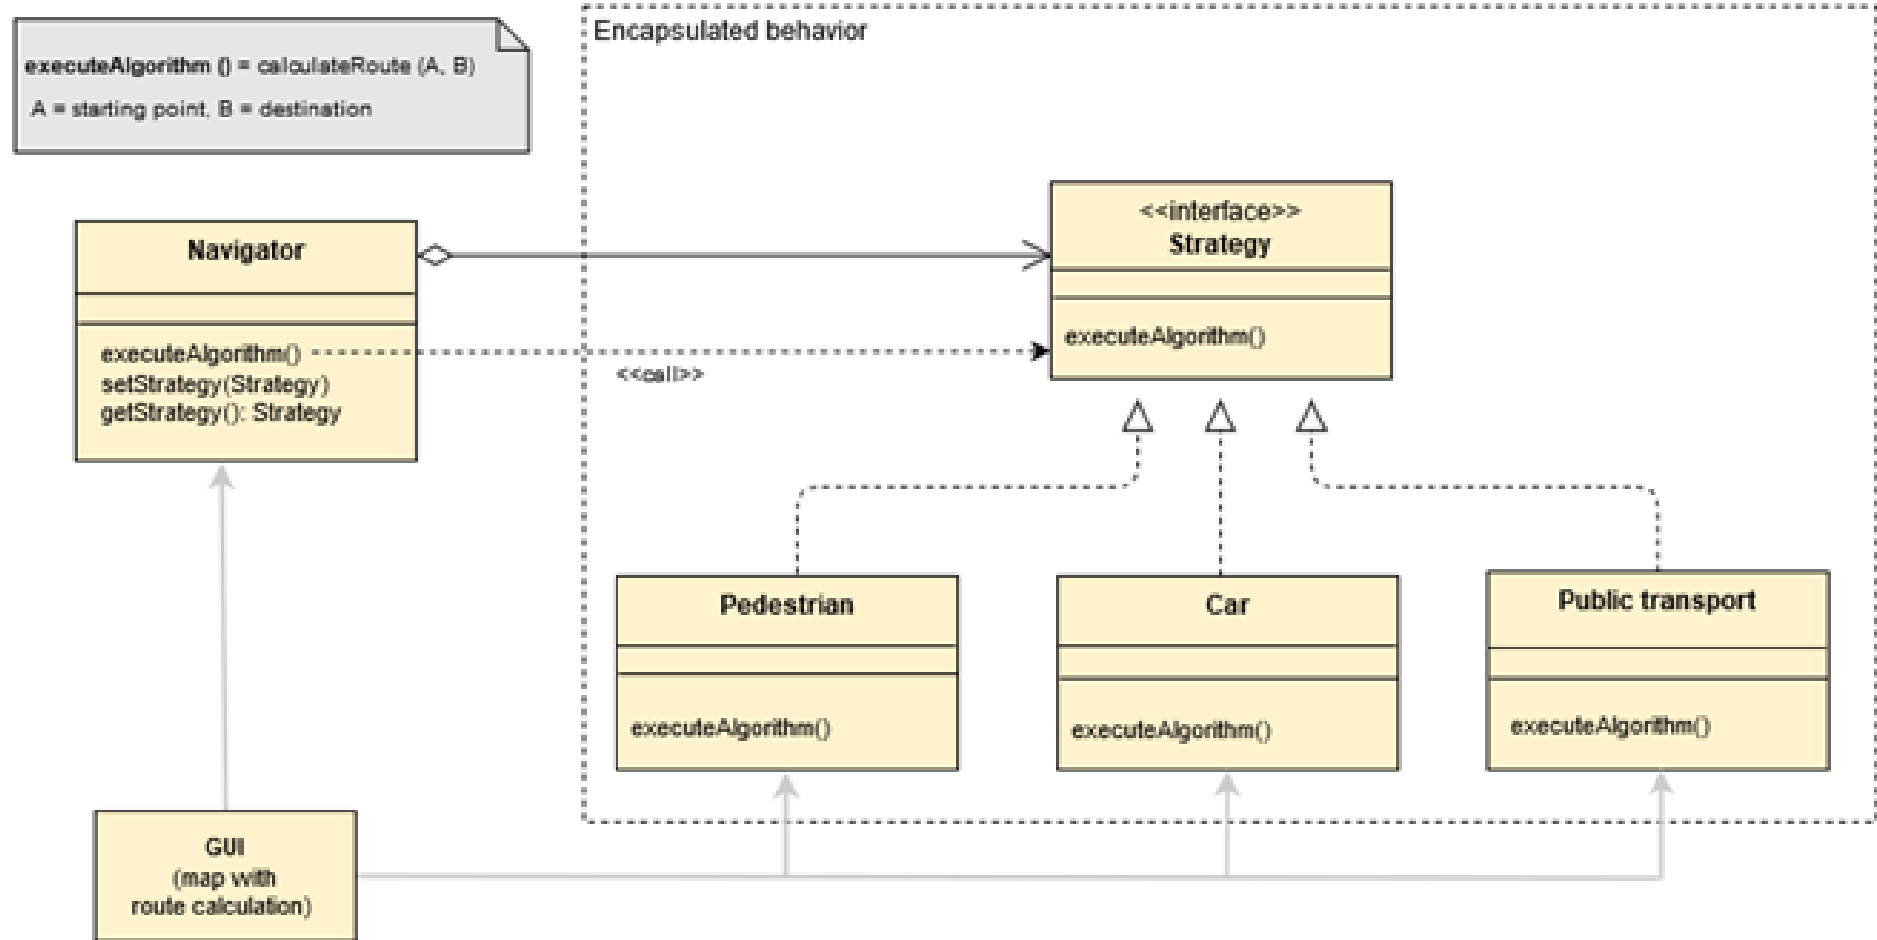 executeAlgorithm () = calculateRoute (A, B)
A = starting point, B = destination
Encapsulated behavior
Navigator
executeAlgorithm()
setStrategy(Strategy)
getStrategy(): Strategy
<<call>>
<<interface>>
Strategy
executeAlgorithm()
Pedestrian
executeAlgorithm()
Car
executeAlgorithm()
Public transport
executeAlgorithm()
GUI
(map with
route calculation)